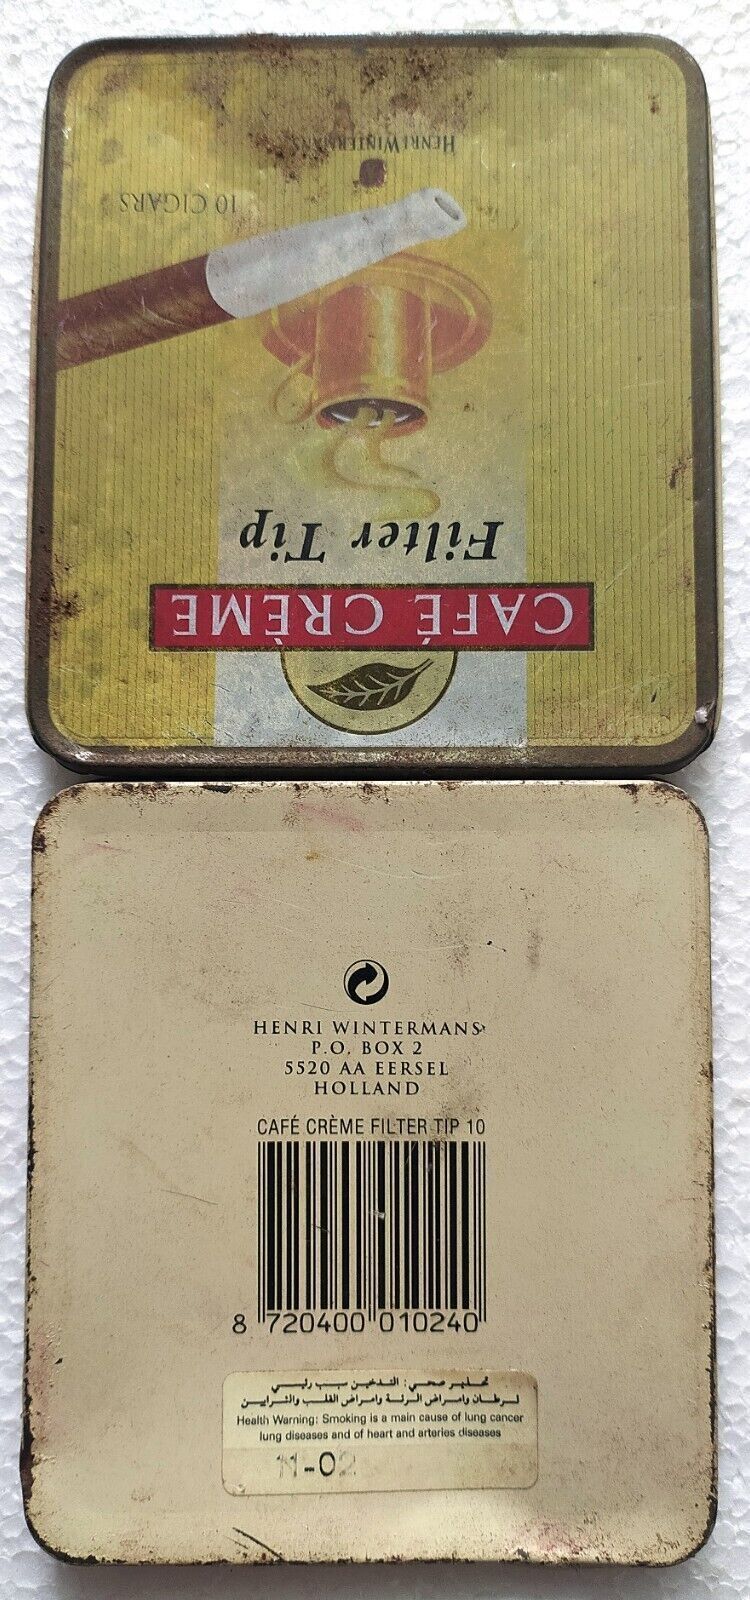 HENRI WINTERMANS
10 CIGARS
Filter Tip
CAFÉ CRÈME
HENRI WINTERMANS
P.O. BOX 2
5520 AA EERSEL
HOLLAND
CAFÉ CRÈME FILTER TIP 10
8 720400 010240
تحذير صحي: التدخين سبب رئيسي
لسرطان وامراض الرئة وامراض القلب والشرايين
Health Warning: Smoking is a main cause of lung cancer
lung diseases and of heart and arteries diseases
11-02